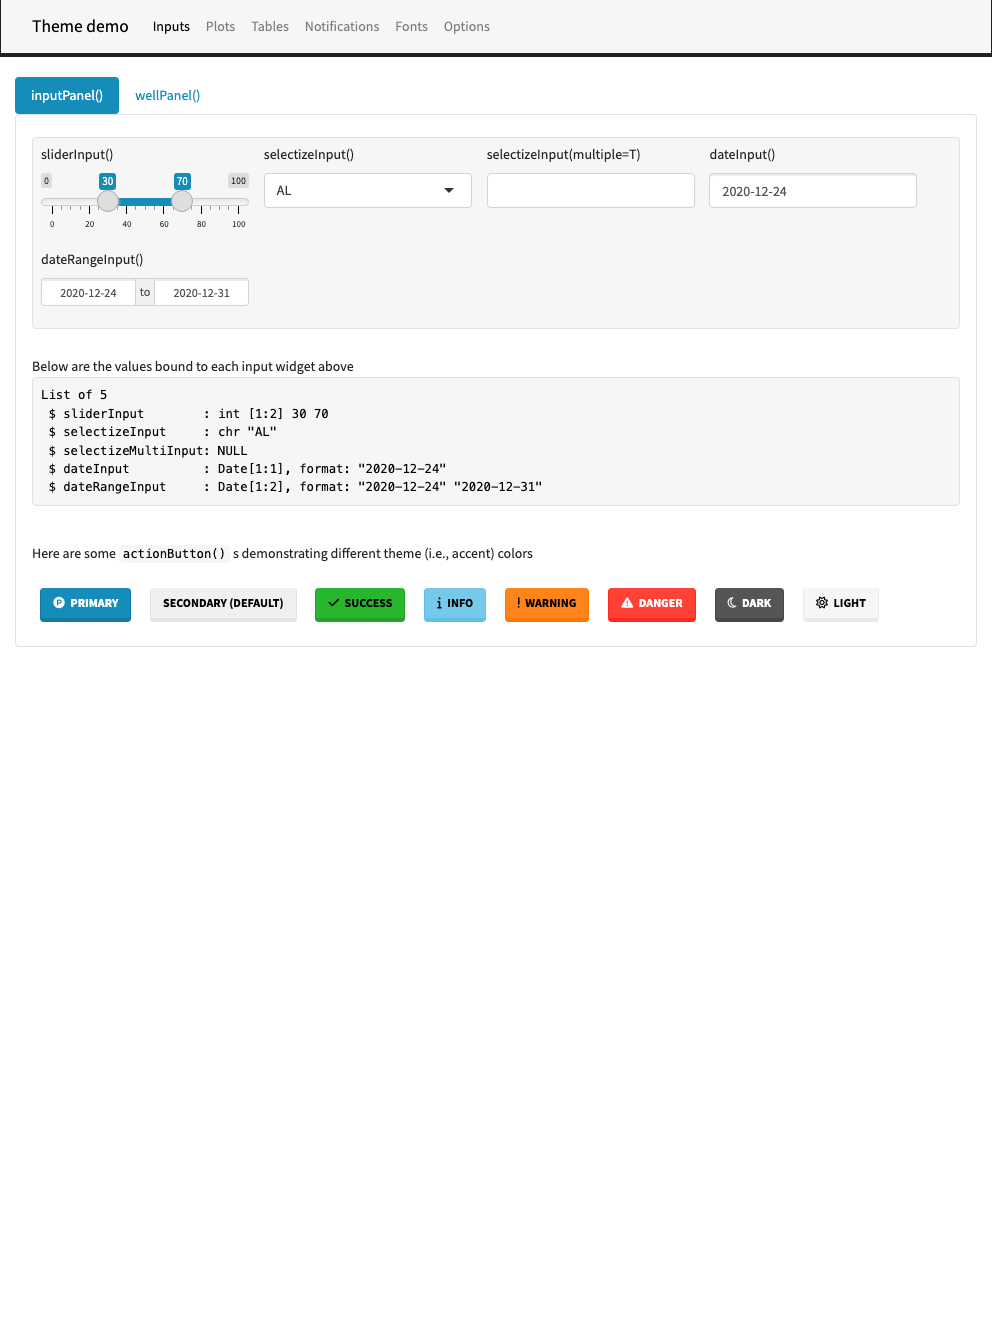 Theme demo Inputs Plots Tables Notifications Fonts Options
inputPanel() wellPanel()
sliderInput() selectizeInput() selectizeInput(multiple=T) dateInput()
0 30 70 100
AL 2020-12-24
0 20 40 60 80 100
dateRangeInput()
2020-12-24 to 2020-12-31
Below are the values bound to each input widget above
List of 5
$ sliderInput : int [1:2] 30 70
$ selectizeInput : chr "AL"
$ selectizeMultiInput: NULL
$ dateInput : Date[1:1], format: "2020-12-24"
$ dateRangeInput : Date[1:2], format: "2020-12-24" "2020-12-31"
Here are some actionButton() s demonstrating different theme (i.e., accent) colors
PRIMARY SECONDARY (DEFAULT) SUCCESS INFO WARNING DANGER DARK LIGHT